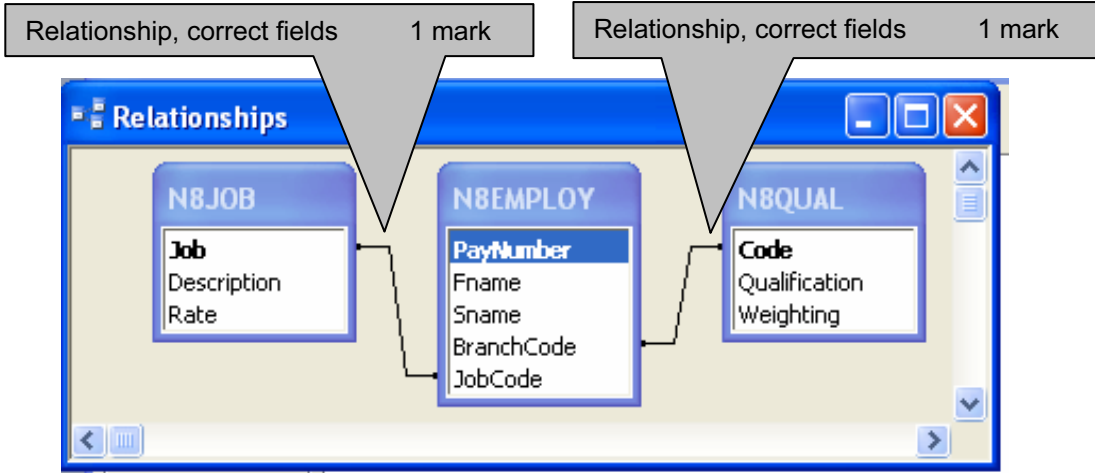 Relationship, correct fields 1 mark
Relationship, correct fields 1 mark
Relationships
N8JOB
Job
Description
Rate
N8EMPLOY
PayNumber
Fname
Sname
BranchCode
JobCode
N8QUAL
Code
Qualification
Weighting